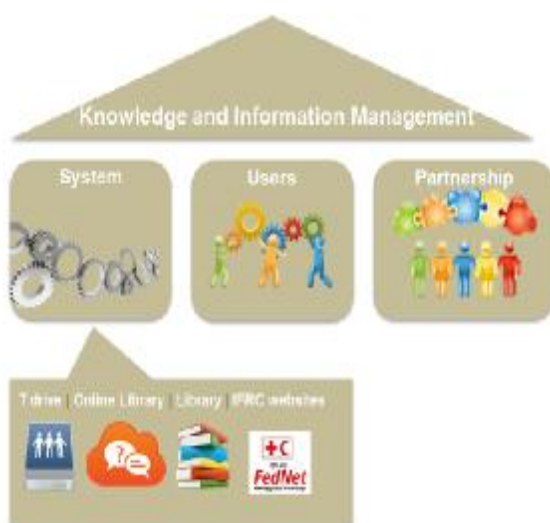 Knowledge and Information Management
System
Users
Partnership
T drive | Online Library | Library | IFRC websites
?
FedNet